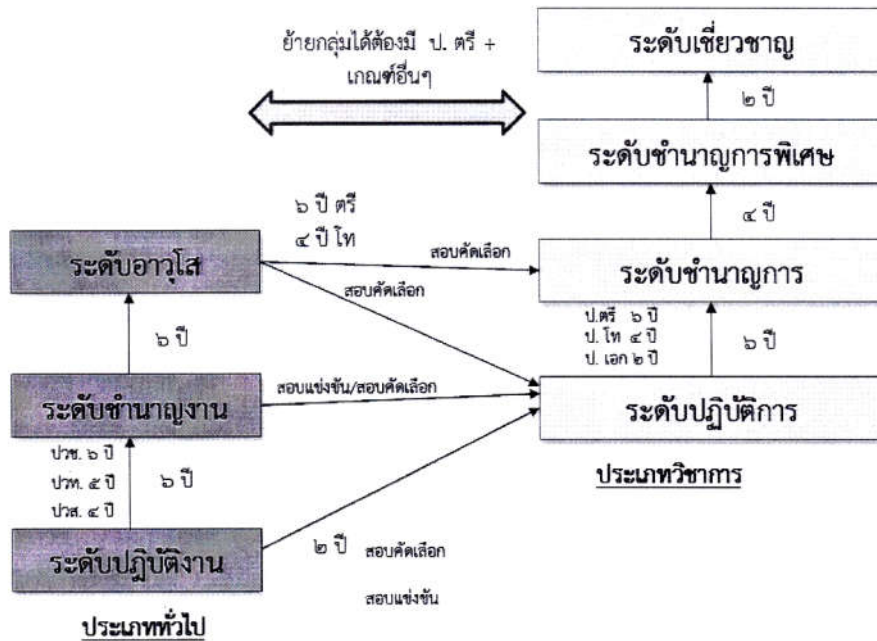 ย้ายกลุ่มได้ต้องมี ป. ตรี +
เกณฑ์อื่นๆ
ระดับเชี่ยวชาญ
๒ ปี
ระดับชำนาญการพิเศษ
๔ ปี
๖ ปี ตรี
๔ ปี โท
ระดับอาวุโส
สอบคัดเลือก
สอบคัดเลือก
ระดับชำนาญการ
๖ ปี
ป.ตรี ๖ ปี
ป. โท ๔ ปี
ป. เอก ๒ ปี
๖ ปี
ระดับชำนาญงาน
สอบแข่งขัน/สอบคัดเลือก
ระดับปฏิบัติการ
ประเภทวิชาการ
ปวช. ๖ ปี
ปวท. ๕ ปี
ปวส. ๔ ปี
๖ ปี
ระดับปฏิบัติงาน
๒ ปี สอบคัดเลือก
สอบแข่งขัน
ประเภททั่วไป